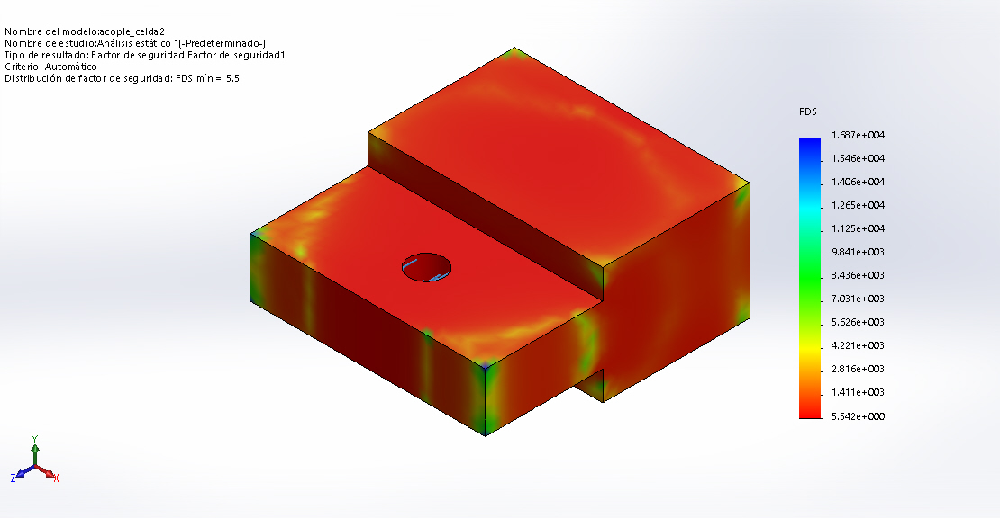 Nombre del modelo:acople_celda2
Nombre de estudio:Análisis estático 1(-Predeterminado-)
Tipo de resultado: Factor de seguridad Factor de seguridad1
Criterio: Automático
Distribución de factor de seguridad: FDS mín = 5.5
FDS
1.687e+004
1.546e+004
1.406e+004
1.265e+004
1.125e+004
9.841e+003
8.436e+003
7.031e+003
5.626e+003
4.221e+003
2.816e+003
1.411e+003
5.542e+000
Y
Z
X